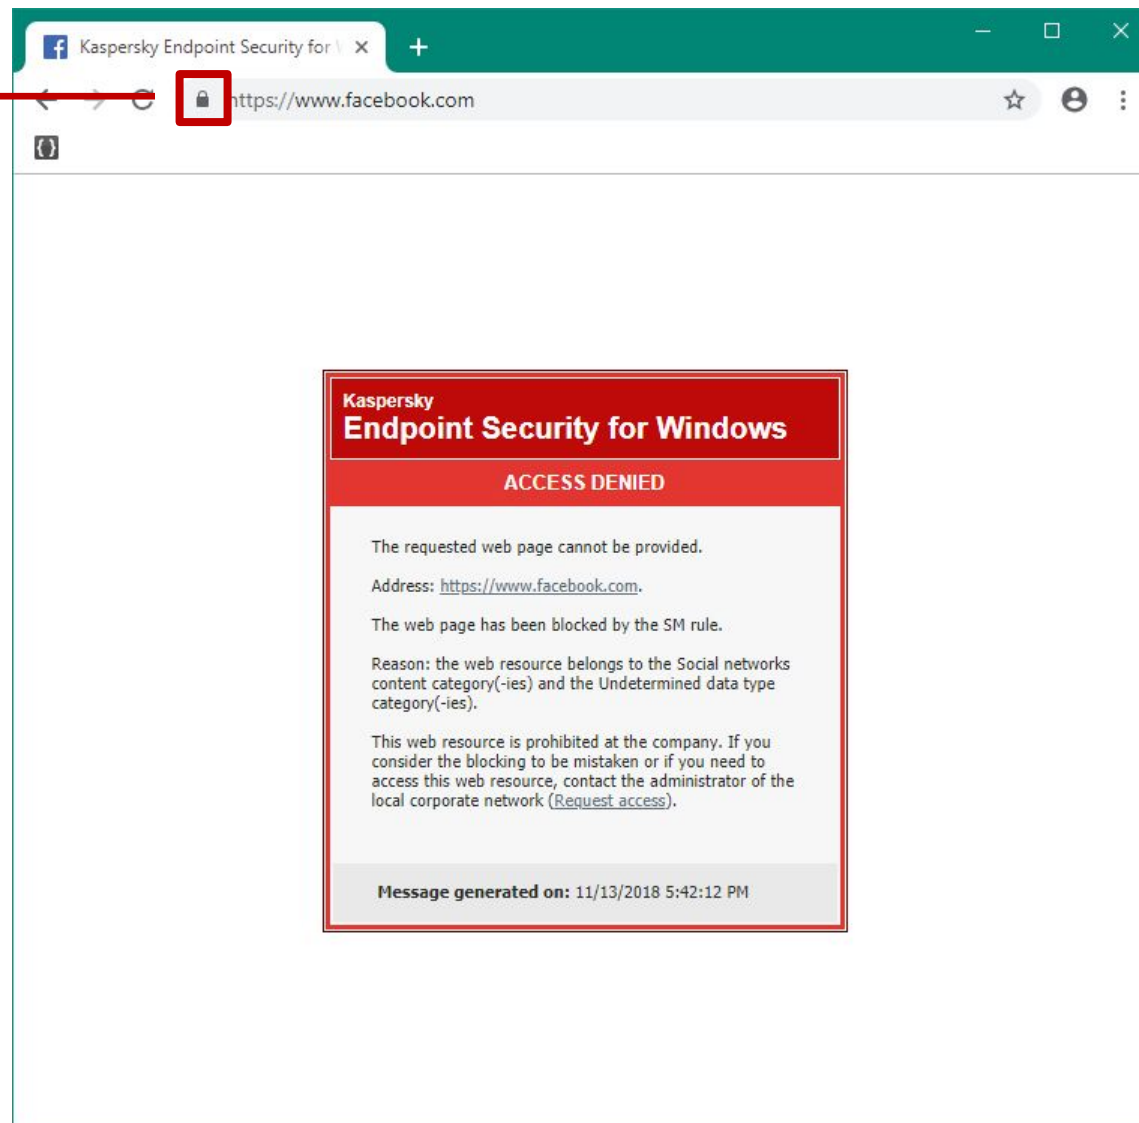 Kaspersky Endpoint Security for
https://www.facebook.com
Kaspersky
Endpoint Security for Windows
ACCESS DENIED
The requested web page cannot be provided.
Address: https://www.facebook.com.
The web page has been blocked by the SM rule.
Reason: the web resource belongs to the Social networks
content category(-ies) and the Undetermined data type
category(-ies).
This web resource is prohibited at the company. If you
consider the blocking to be mistaken or if you need to
access this web resource, contact the administrator of the
local corporate network (Request access).
Message generated on: 11/13/2018 5:42:12 PM